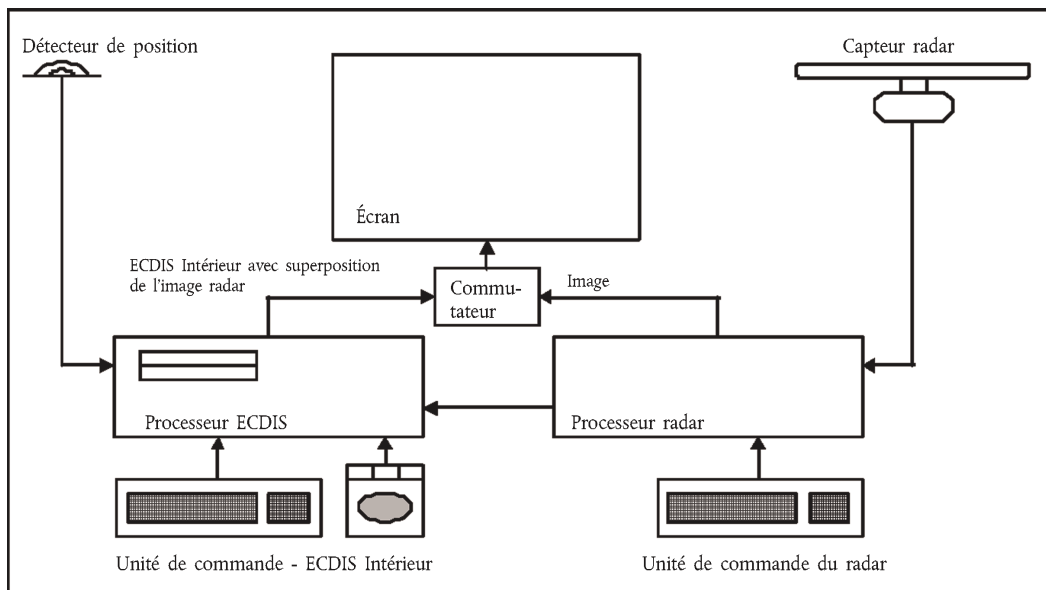 Détecteur de position
Capteur radar
Écran
ECDIS Intérieur avec superposition
de l'image radar
Commu-
tateur
Image
Processeur ECDIS
Processeur radar
Unité de commande - ECDIS Intérieur
Unité de commande du radar